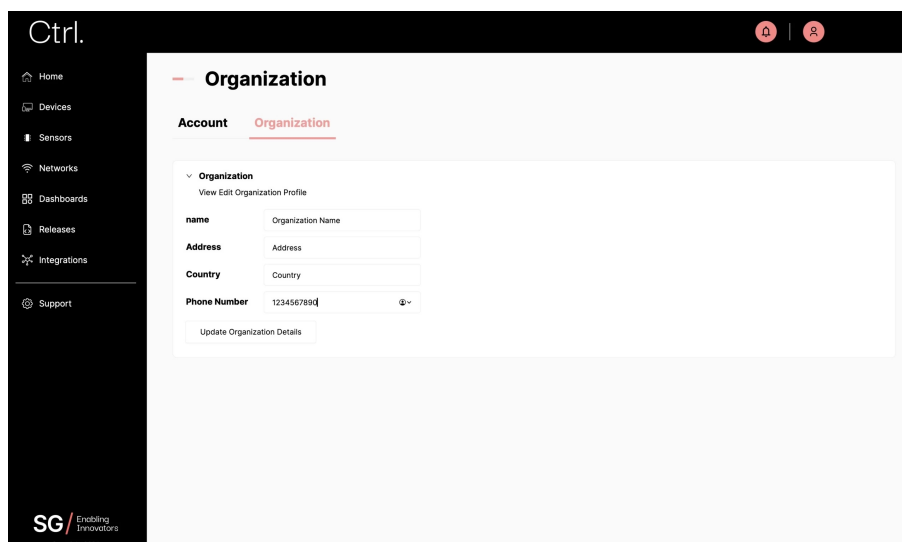 Ctrl.
Home
Devices
Sensors
Networks
Dashboards
Releases
Integrations
Support
SG/ Enabling
Innovators
Organization
Account Organization
Organization
View Edit Organization Profile
name Organization Name
Address Address
Country Country
Phone Number 1234567890
Update Organization Details